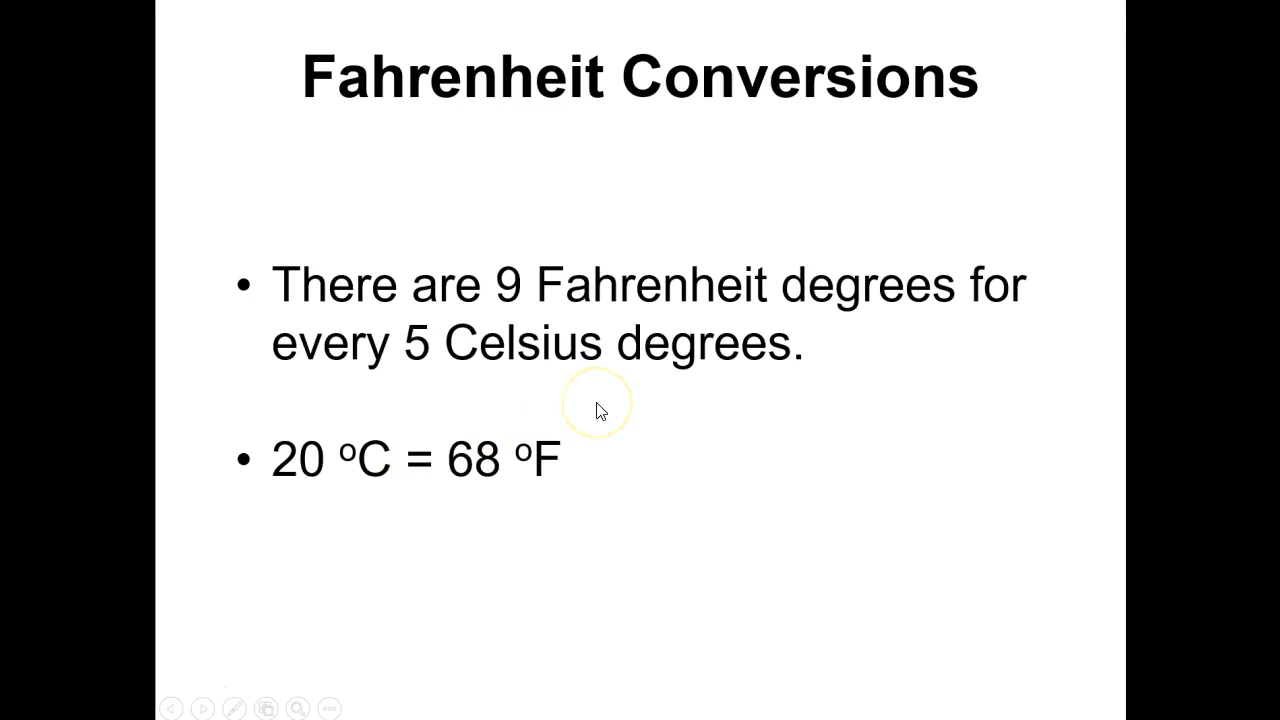 Fahrenheit Conversions
• There are 9 Fahrenheit degrees for
every 5 Celsius degrees.
• 20 ºC = 68 ºF